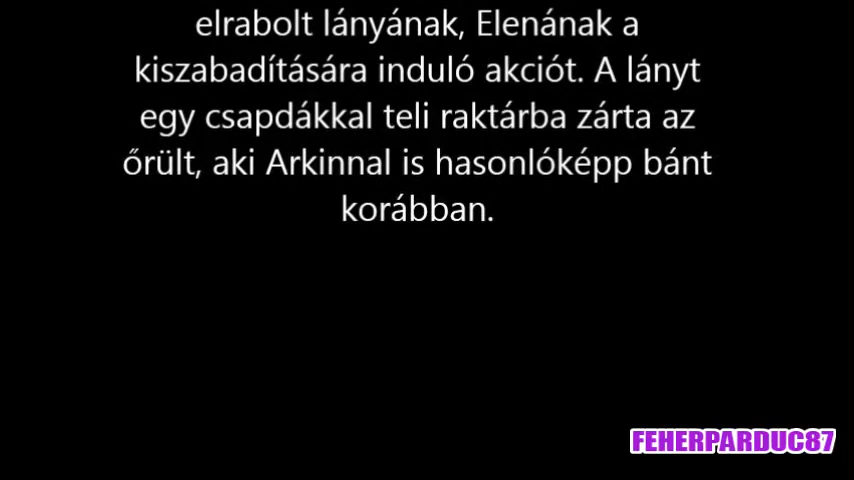 elrabolt lányának, Elenának a
kiszabadítására induló akciót. A lányt
egy csapdákkal teli raktárba zárta az
őrült, aki Arkinnal is hasonlóképp bánt
korábban.
FEHERPARDUC87